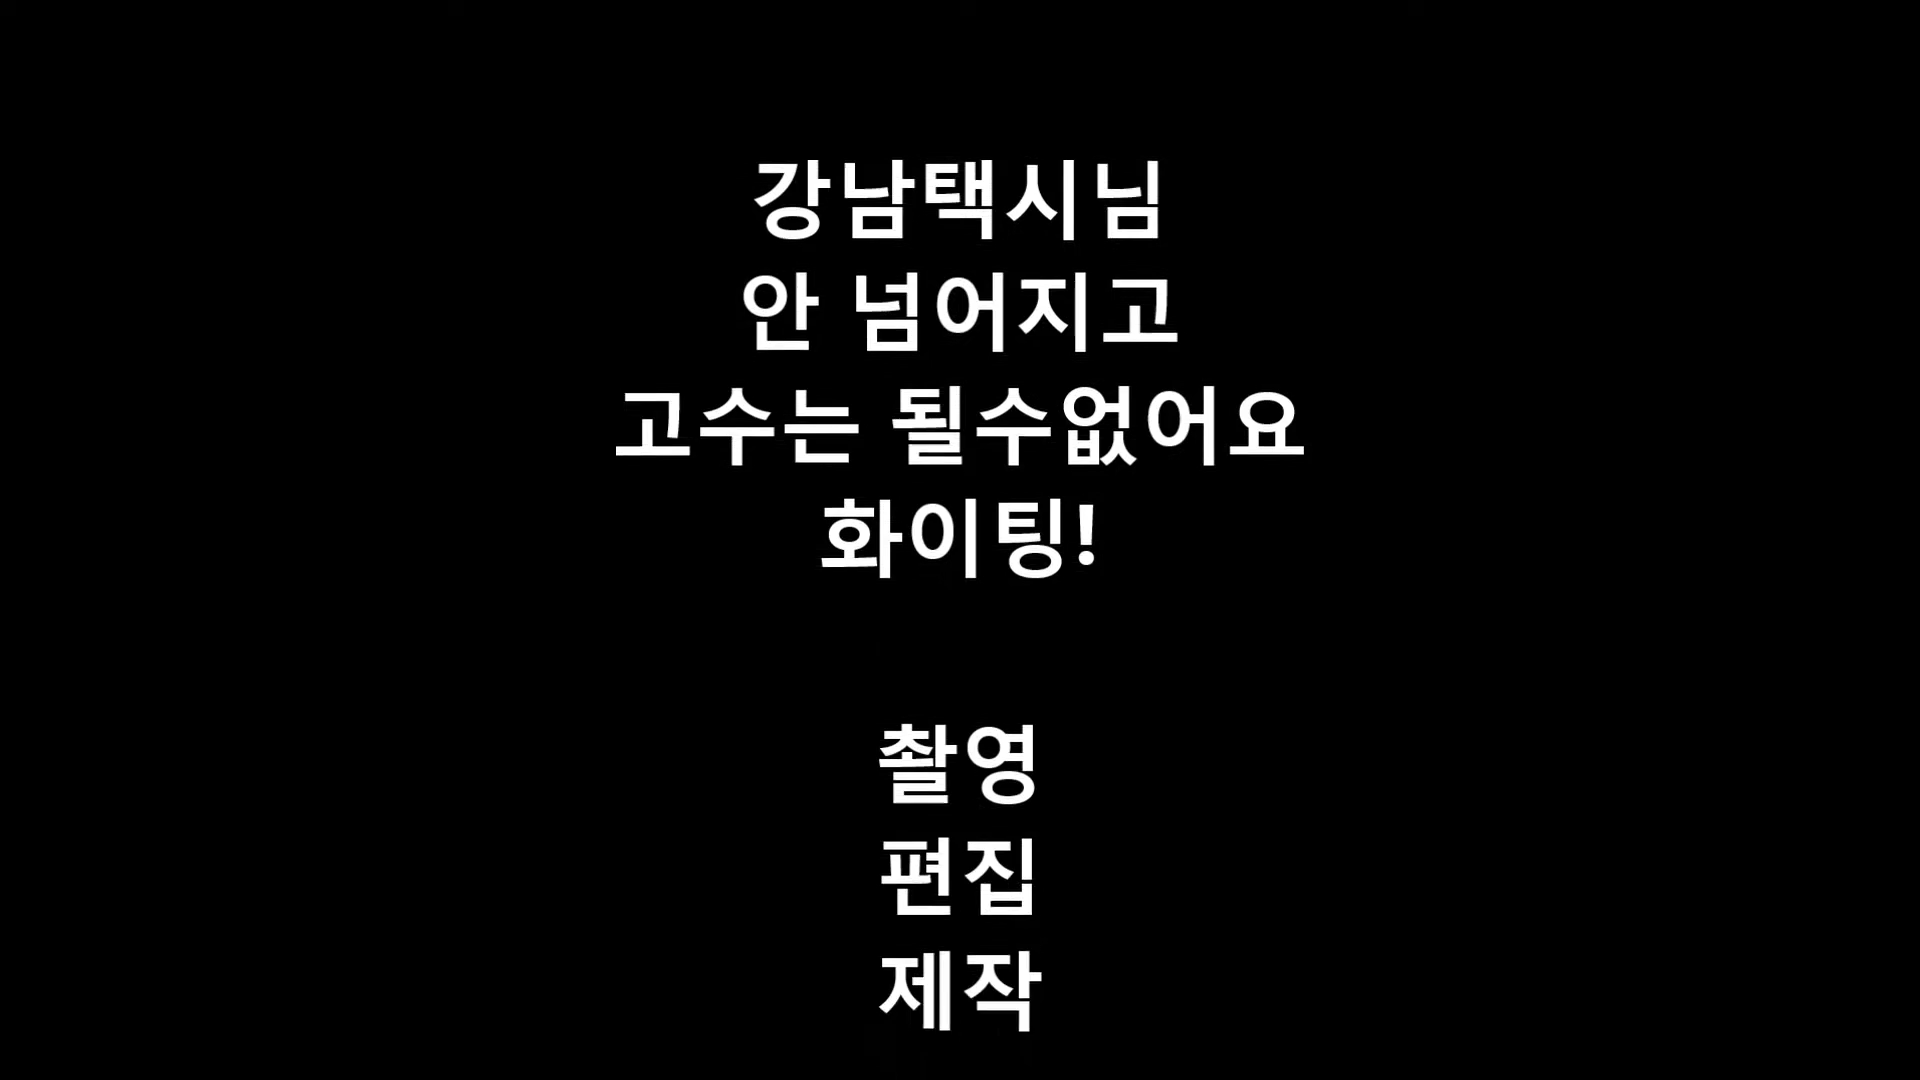 강남택시님
안 넘어지고
고수는 될수없어요
화이팅!
촬영
편집
제작